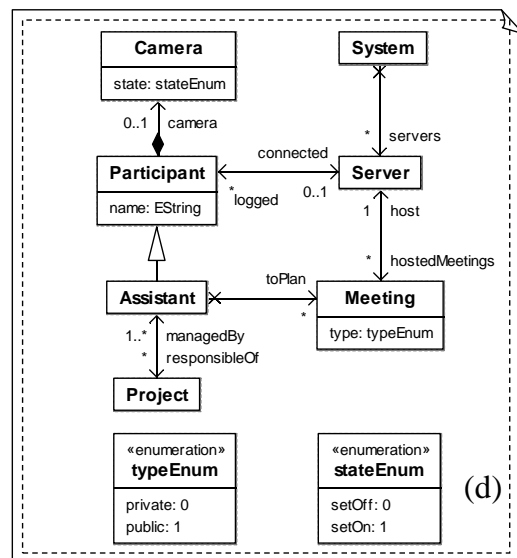 Camera
state: stateEnum
System
0..1 camera
* servers
connected
Participant
name: EString
*logged
0..1
Server
1 host
* hostedMeetings
toPlan
Assistant
*
Meeting
type: typeEnum
1..* managedBy
* responsibleOf
Project
«enumeration»
typeEnum
private: 0
public: 1
«enumeration»
stateEnum
setOff: 0
setOn: 1
(d)